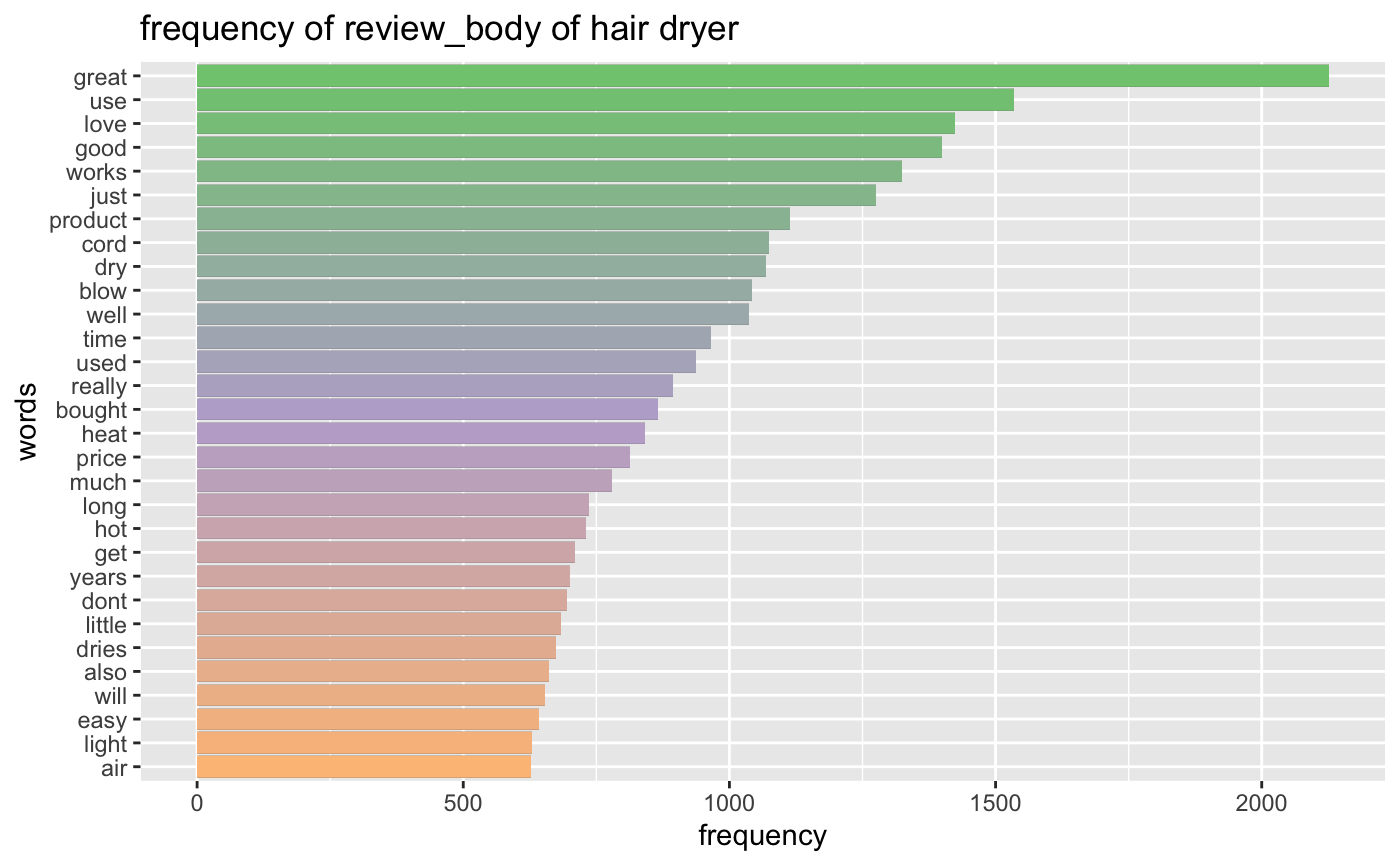 frequency of review_body of hair dryer
great
use
love
good
works
just
product
cord
dry
blow
well
time
used
really
bought
heat
price
much
long
hot
get
years
dont
little
dries
also
will
easy
light
air
words
0 500 1000 1500 2000
frequency